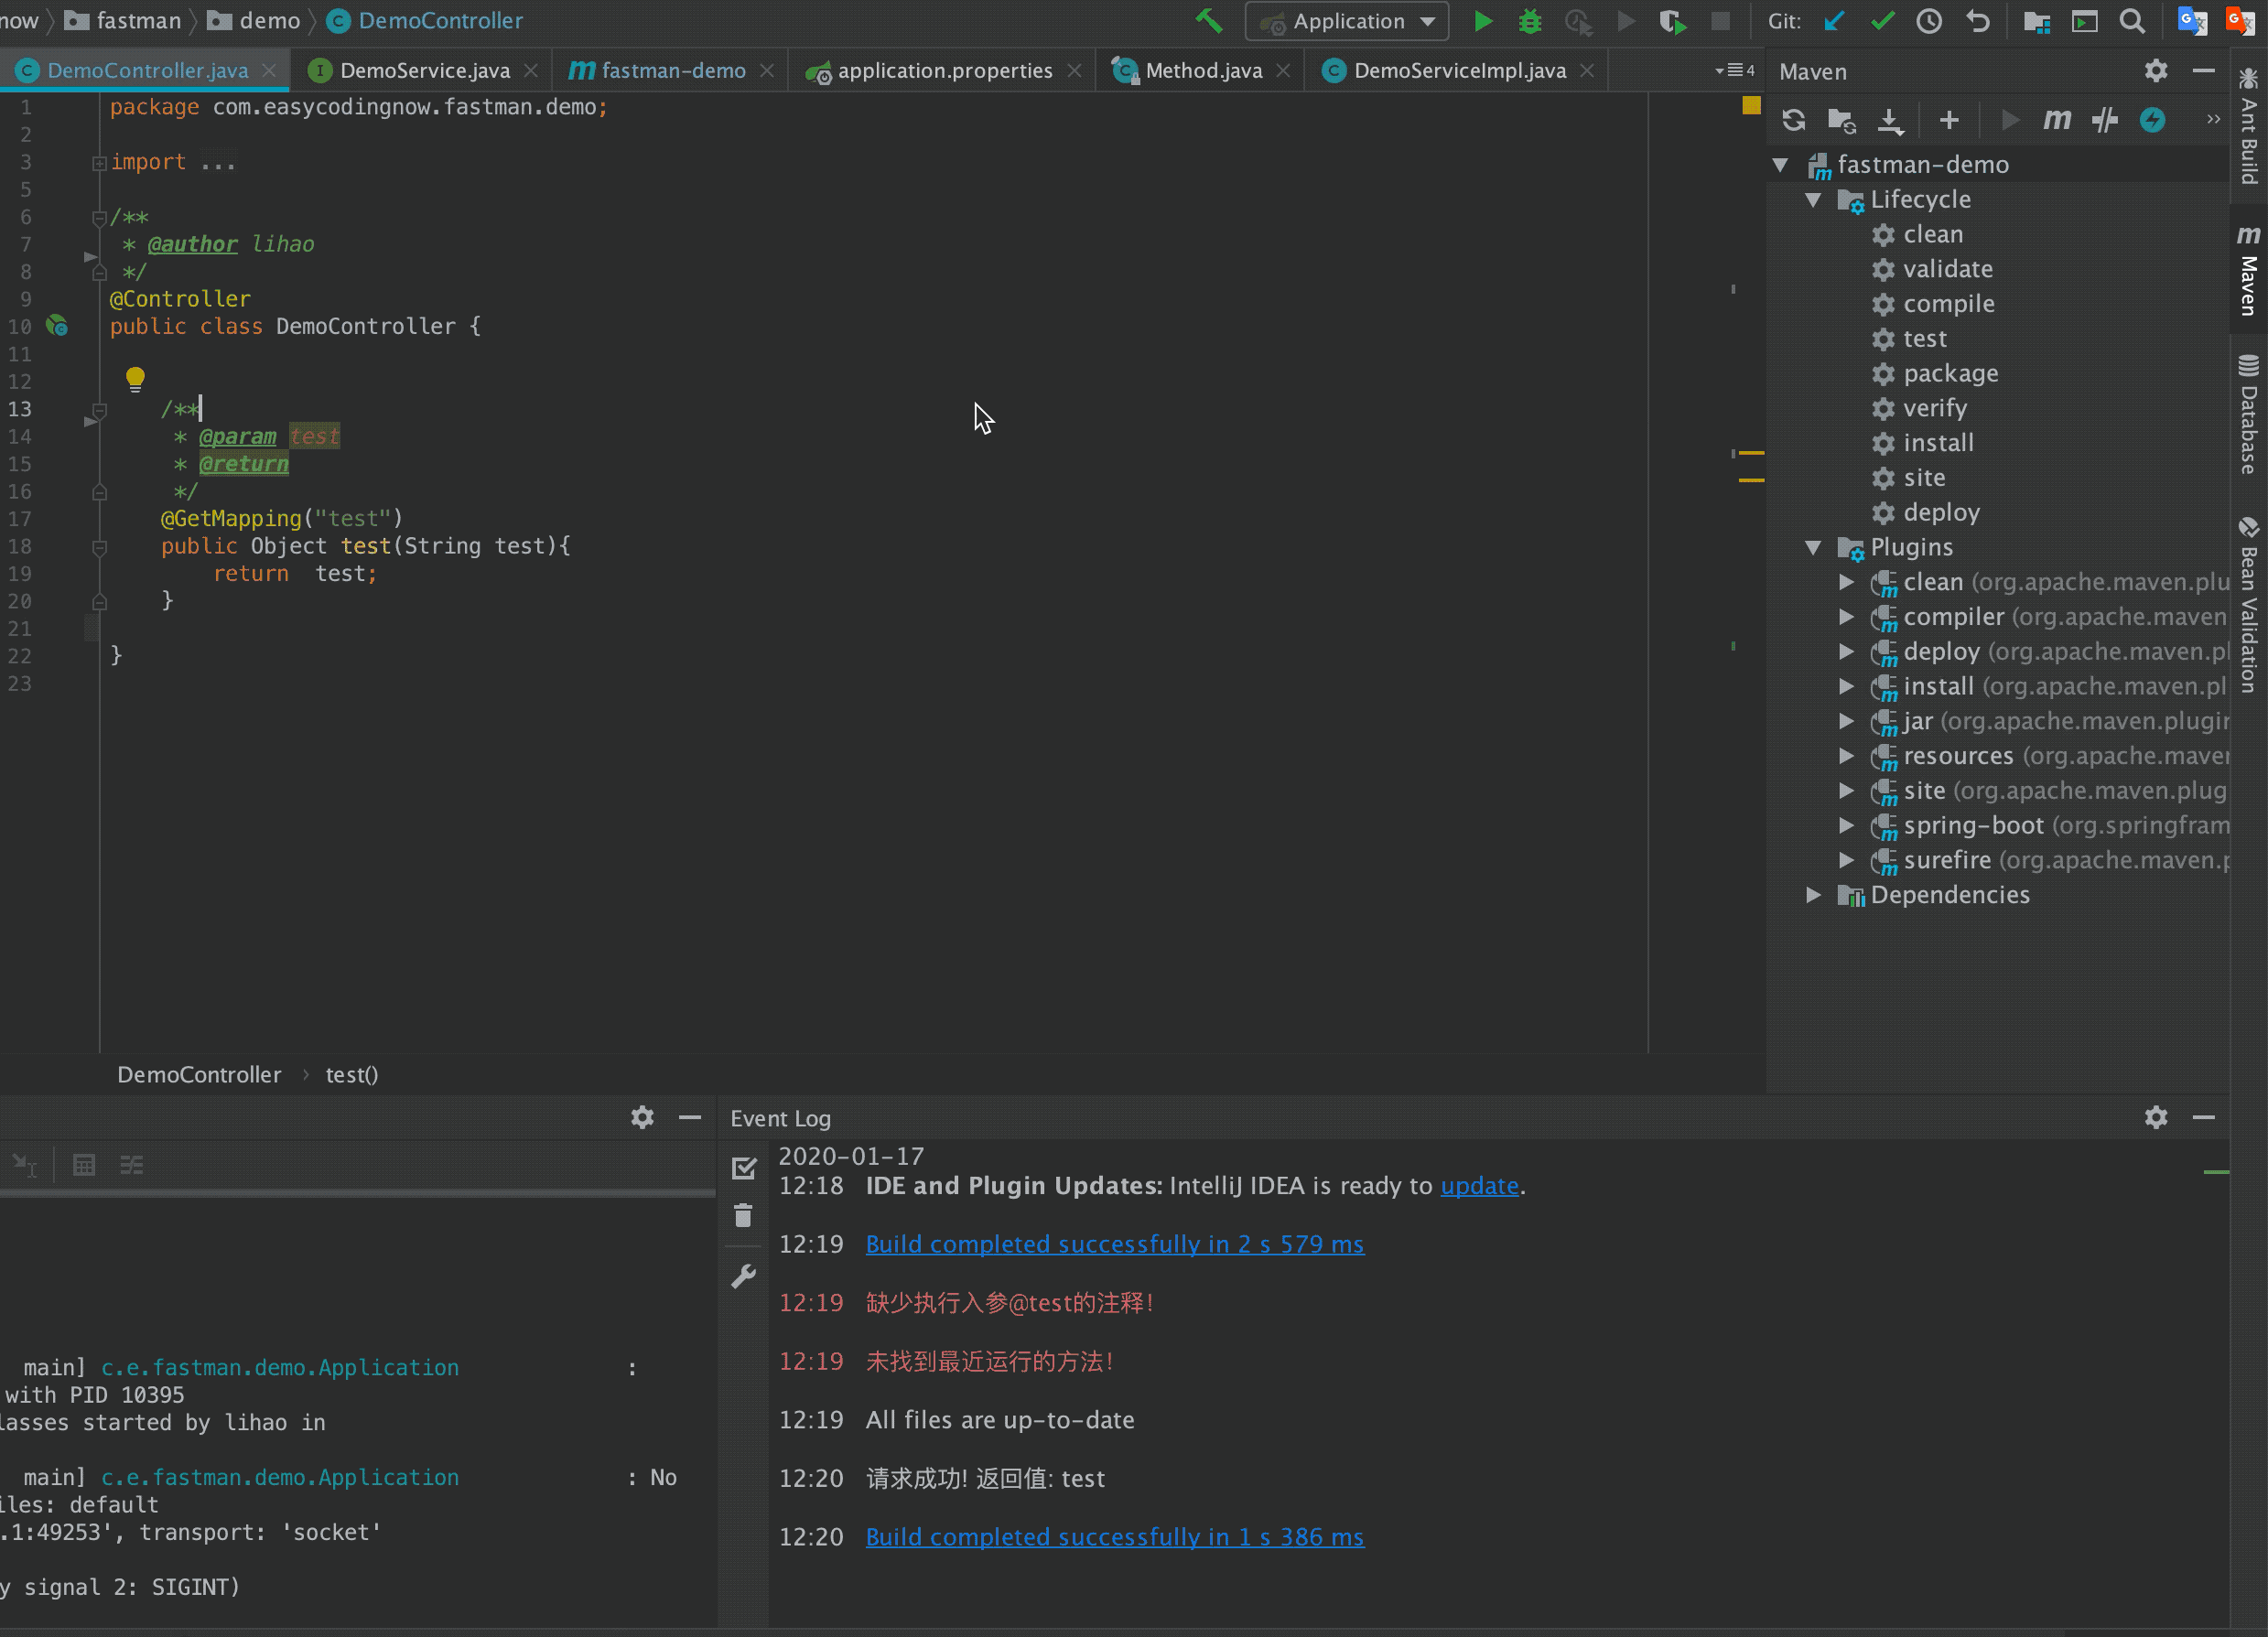 now fastman demo DemoController
Application Git:
DemoController.java DemoService.java fastman-demo application.properties Method.java DemoServiceImpl.java 4
1 package com.easycodingnow.fastman.demo;
2
3 import ...
5
6 /**
7 * @author lihao
8 */
9 @Controller
10 public class DemoController {
11
12
13 /**
14 * @param test
15 * @return
16 */
17 @GetMapping("test")
18 public Object test(String test){
19 return test;
20 }
21
22 }
23
DemoController › test()
Maven
fastman-demo
Lifecycle
clean
validate
compile
test
package
verify
install
site
deploy
Plugins
clean (org.apache.maven.plu
compiler (org.apache.maven
deploy (org.apache.maven.pl
install (org.apache.maven.pl
jar (org.apache.maven.plugin
resources (org.apache.maven
site (org.apache.maven.plug
spring-boot (org.springfram
surefire (org.apache.maven.p
Dependencies
Ant Build
Maven
Database
Bean Validation
main] c.e.fastman.demo.Application :
with PID 10395
lasses started by lihao in
main] c.e.fastman.demo.Application : No
iles: default
.1:49253', transport: 'socket'
y signal 2: SIGINT)
Event Log
2020-01-17
12:18 IDE and Plugin Updates: IntelliJ IDEA is ready to update.
12:19 Build completed successfully in 2 s 579 ms
12:19 缺少执行入参@test的注释!
12:19 未找到最近运行的方法!
12:19 All files are up-to-date
12:20 请求成功! 返回值: test
12:20 Build completed successfully in 1 s 386 ms